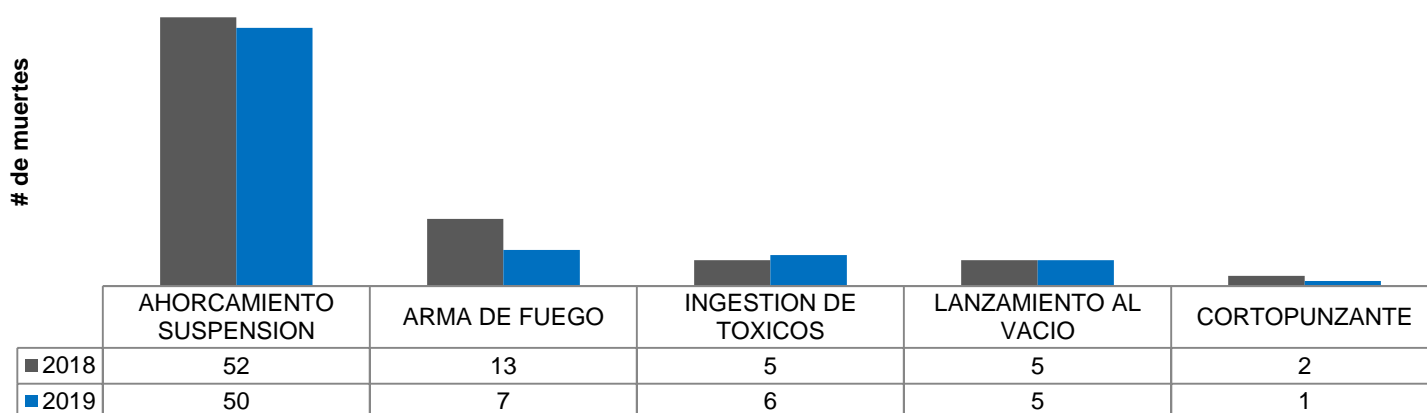 # de muertes
AHORCAMIENTO
SUSPENSION
ARMA DE FUEGO
INGESTION DE
TOXICOS
LANZAMIENTO AL
VACIO
CORTOPUNZANTE
2018 52 13 5 5 2
2019 50 7 6 5 1